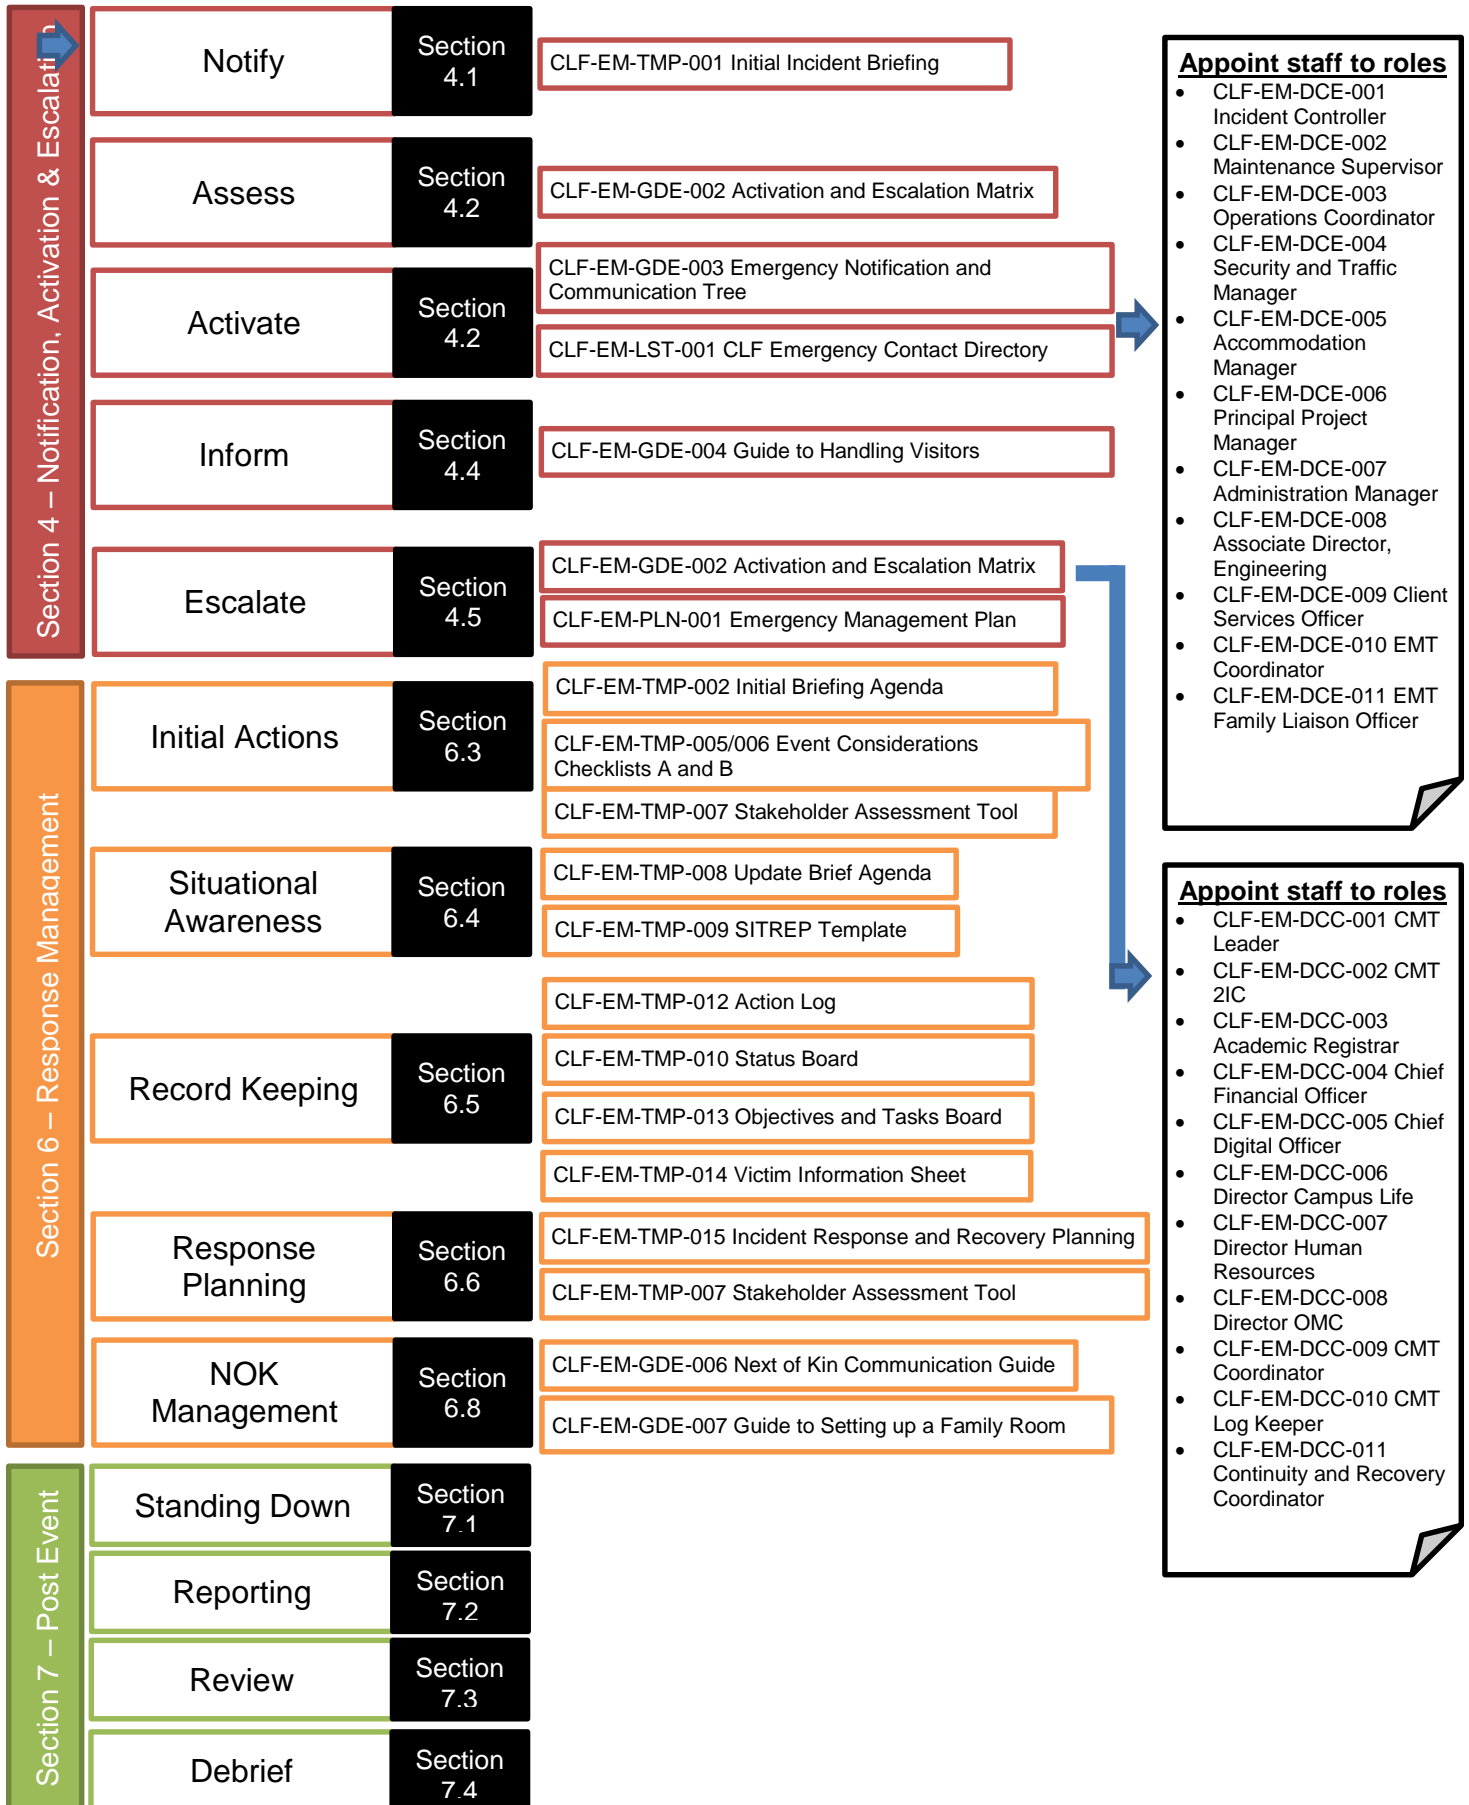 Section 4 – Notification, Activation & Escalation
Notify
Section
4.1
CLF-EM-TMP-001 Initial Incident Briefing
Assess
Section
4.2
CLF-EM-GDE-002 Activation and Escalation Matrix
Activate
Section
4.2
CLF-EM-GDE-003 Emergency Notification and
Communication Tree
CLF-EM-LST-001 CLF Emergency Contact Directory
Inform
Section
4.4
CLF-EM-GDE-004 Guide to Handling Visitors
Escalate
Section
4.5
CLF-EM-GDE-002 Activation and Escalation Matrix
CLF-EM-PLN-001 Emergency Management Plan
Appoint staff to roles
• CLF-EM-DCE-001
Incident Controller
• CLF-EM-DCE-002
Maintenance Supervisor
• CLF-EM-DCE-003
Operations Coordinator
• CLF-EM-DCE-004
Security and Traffic
Manager
• CLF-EM-DCE-005
Accommodation
Manager
• CLF-EM-DCE-006
Principal Project
Manager
• CLF-EM-DCE-007
Administration Manager
• CLF-EM-DCE-008
Associate Director,
Engineering
• CLF-EM-DCE-009 Client
Services Officer
• CLF-EM-DCE-010 EMT
Coordinator
• CLF-EM-DCE-011 EMT
Family Liaison Officer
Section 6 – Response Management
Initial Actions
Section
6.3
CLF-EM-TMP-002 Initial Briefing Agenda
CLF-EM-TMP-005/006 Event Considerations
Checklists A and B
CLF-EM-TMP-007 Stakeholder Assessment Tool
Situational
Awareness
Section
6.4
CLF-EM-TMP-008 Update Brief Agenda
CLF-EM-TMP-009 SITREP Template
Record Keeping
Section
6.5
CLF-EM-TMP-012 Action Log
CLF-EM-TMP-010 Status Board
CLF-EM-TMP-013 Objectives and Tasks Board
CLF-EM-TMP-014 Victim Information Sheet
Response
Planning
Section
6.6
CLF-EM-TMP-015 Incident Response and Recovery Planning
CLF-EM-TMP-007 Stakeholder Assessment Tool
NOK
Management
Section
6.8
CLF-EM-GDE-006 Next of Kin Communication Guide
CLF-EM-GDE-007 Guide to Setting up a Family Room
Appoint staff to roles
• CLF-EM-DCC-001 CMT
Leader
• CLF-EM-DCC-002 CMT
2IC
• CLF-EM-DCC-003
Academic Registrar
• CLF-EM-DCC-004 Chief
Financial Officer
• CLF-EM-DCC-005 Chief
Digital Officer
• CLF-EM-DCC-006
Director Campus Life
• CLF-EM-DCC-007
Director Human
Resources
• CLF-EM-DCC-008
Director OMC
• CLF-EM-DCC-009 CMT
Coordinator
• CLF-EM-DCC-010 CMT
Log Keeper
• CLF-EM-DCC-011
Continuity and Recovery
Coordinator
Section 7 – Post Event
Standing Down
Section
7.1
Reporting
Section
7.2
Review
Section
7.3
Debrief
Section
7.4